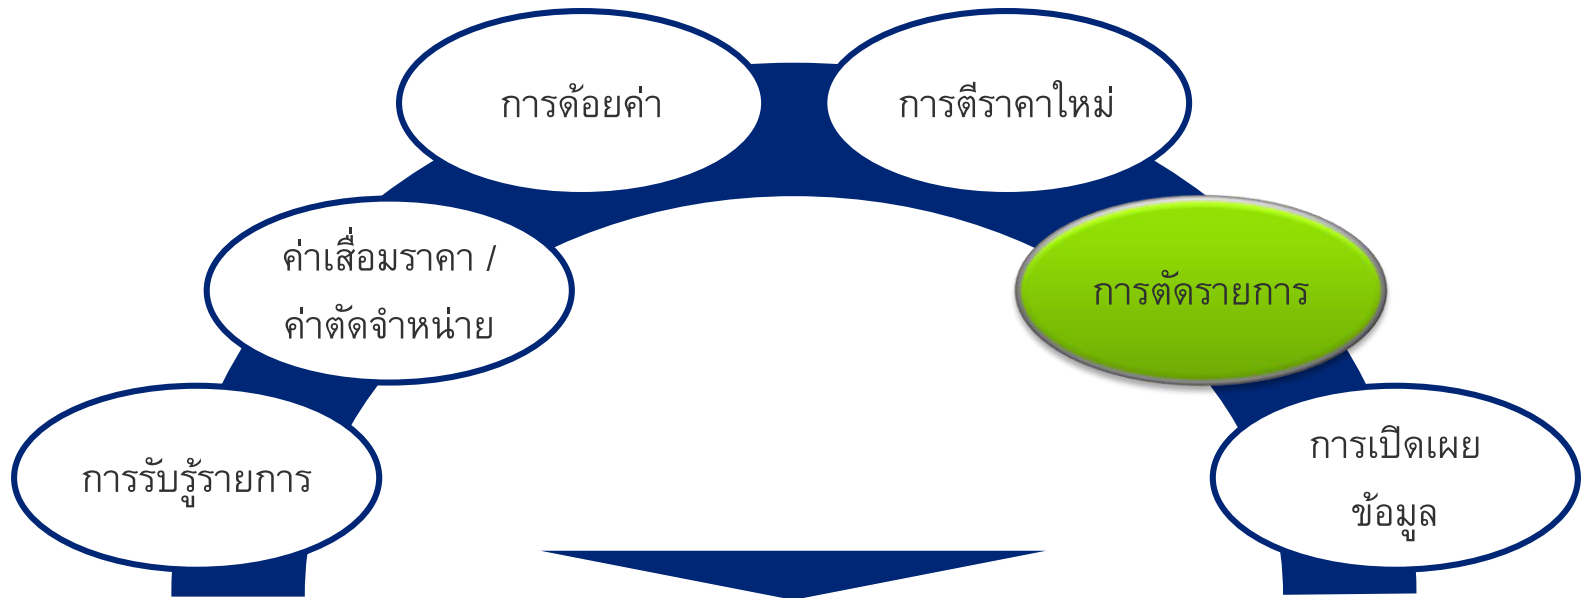 การด้อยค่า
การตีราคาใหม่
ค่าเสื่อมราคา /
ค่าตัดจำหน่าย
การตัดรายการ
การรับรู้รายการ
การเปิดเผย
ข้อมูล